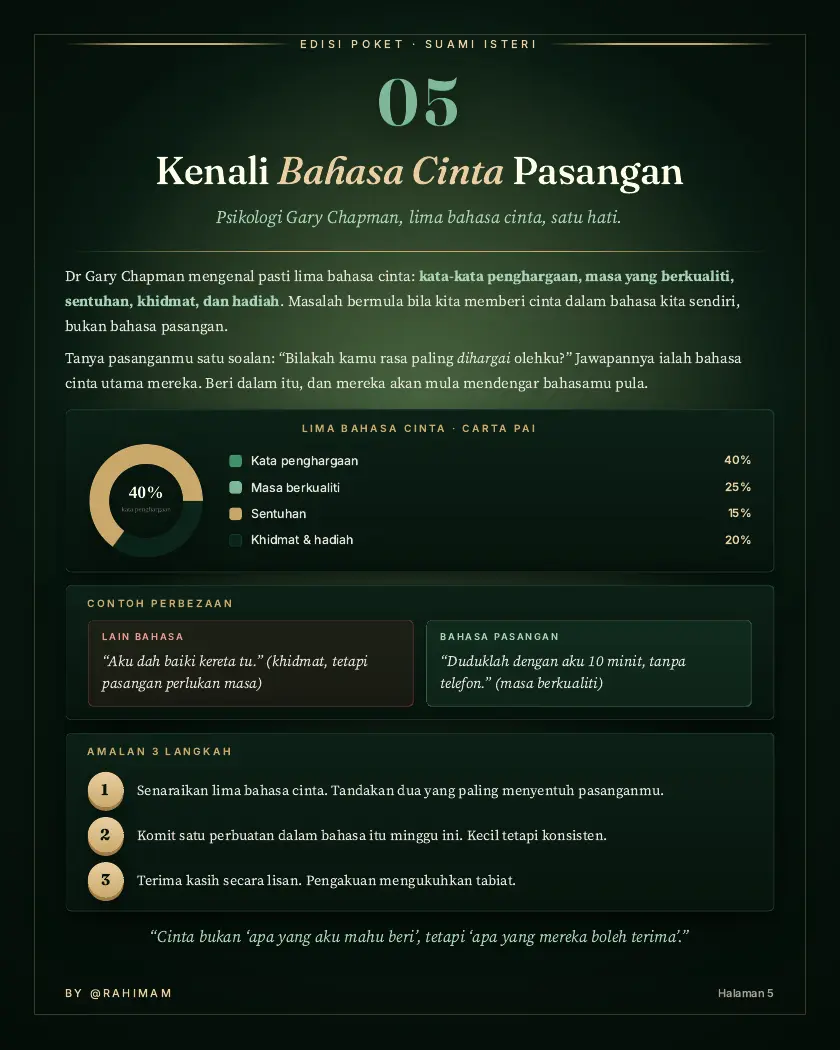 EDISI POKET · SUAMI ISTERI
05
Kenali Bahasa Cinta Pasangan
Psikologi Gary Chapman, lima bahasa cinta, satu hati.
Dr Gary Chapman mengenal pasti lima bahasa cinta: kata-kata penghargaan, masa yang berkualiti,
sentuhan, khidmat, dan hadiah. Masalah bermula bila kita memberi cinta dalam bahasa kita sendiri,
bukan bahasa pasangan.
Tanya pasanganmu satu soalan: “Bilakah kamu rasa paling dihargai olehku?” Jawapannya ialah bahasa
cinta utama mereka. Beri dalam itu, dan mereka akan mula mendengar bahasamu pula.
LIMA BAHASA CINTA · CARTA PAI
40%
kata penghargaan
Kata penghargaan 40%
Masa berkualiti 25%
Sentuhan 15%
Khidmat & hadiah 20%
CONTOH PERBEZAAN
LAIN BAHASA
“Aku dah baiki kereta tu.” (khidmat, tetapi
pasangan perlukan masa)
BAHASA PASANGAN
“Duduklah dengan aku 10 minit, tanpa
telefon.” (masa berkualiti)
AMALAN 3 LANGKAH
1 Senaraikan lima bahasa cinta. Tandakan dua yang paling menyentuh pasanganmu.
2 Komit satu perbuatan dalam bahasa itu minggu ini. Kecil tetapi konsisten.
3 Terima kasih secara lisan. Pengakuan mengukuhkan tabiat.
“Cinta bukan ‘apa yang aku mahu beri’, tetapi ‘apa yang mereka boleh terima’.”
BY @RAHIMAM
Halaman 5